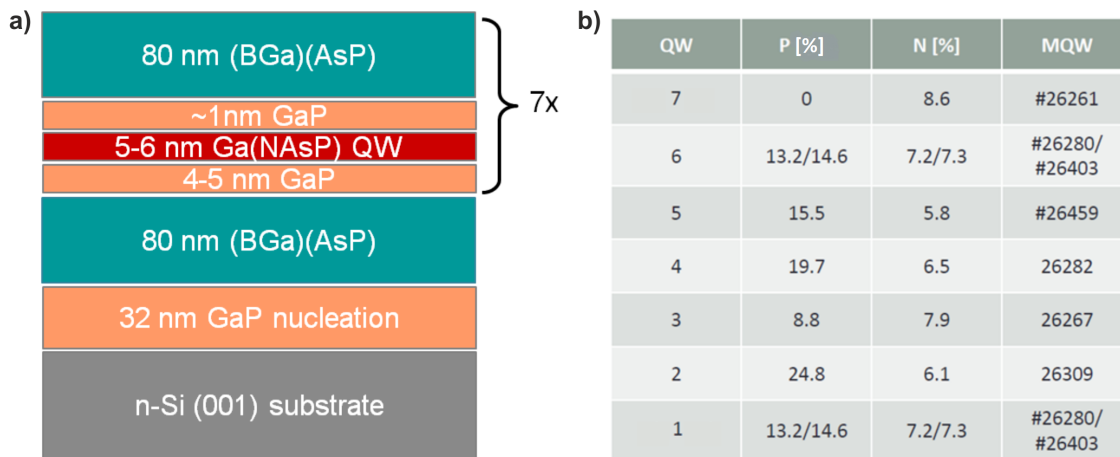 a)
80 nm (BGa)(AsP)
~1nm GaP
5-6 nm Ga(NAsP) QW
4-5 nm GaP
7x
80 nm (BGa)(AsP)
32 nm GaP nucleation
n-Si (001) substrate
b)
QW P [%] N [%] MQW
7 0 8.6 #26261
6 13.2/14.6 7.2/7.3 #26280/
#26403
5 15.5 5.8 #26459
4 19.7 6.5 26282
3 8.8 7.9 26267
2 24.8 6.1 26309
1 13.2/14.6 7.2/7.3 #26280/
#26403